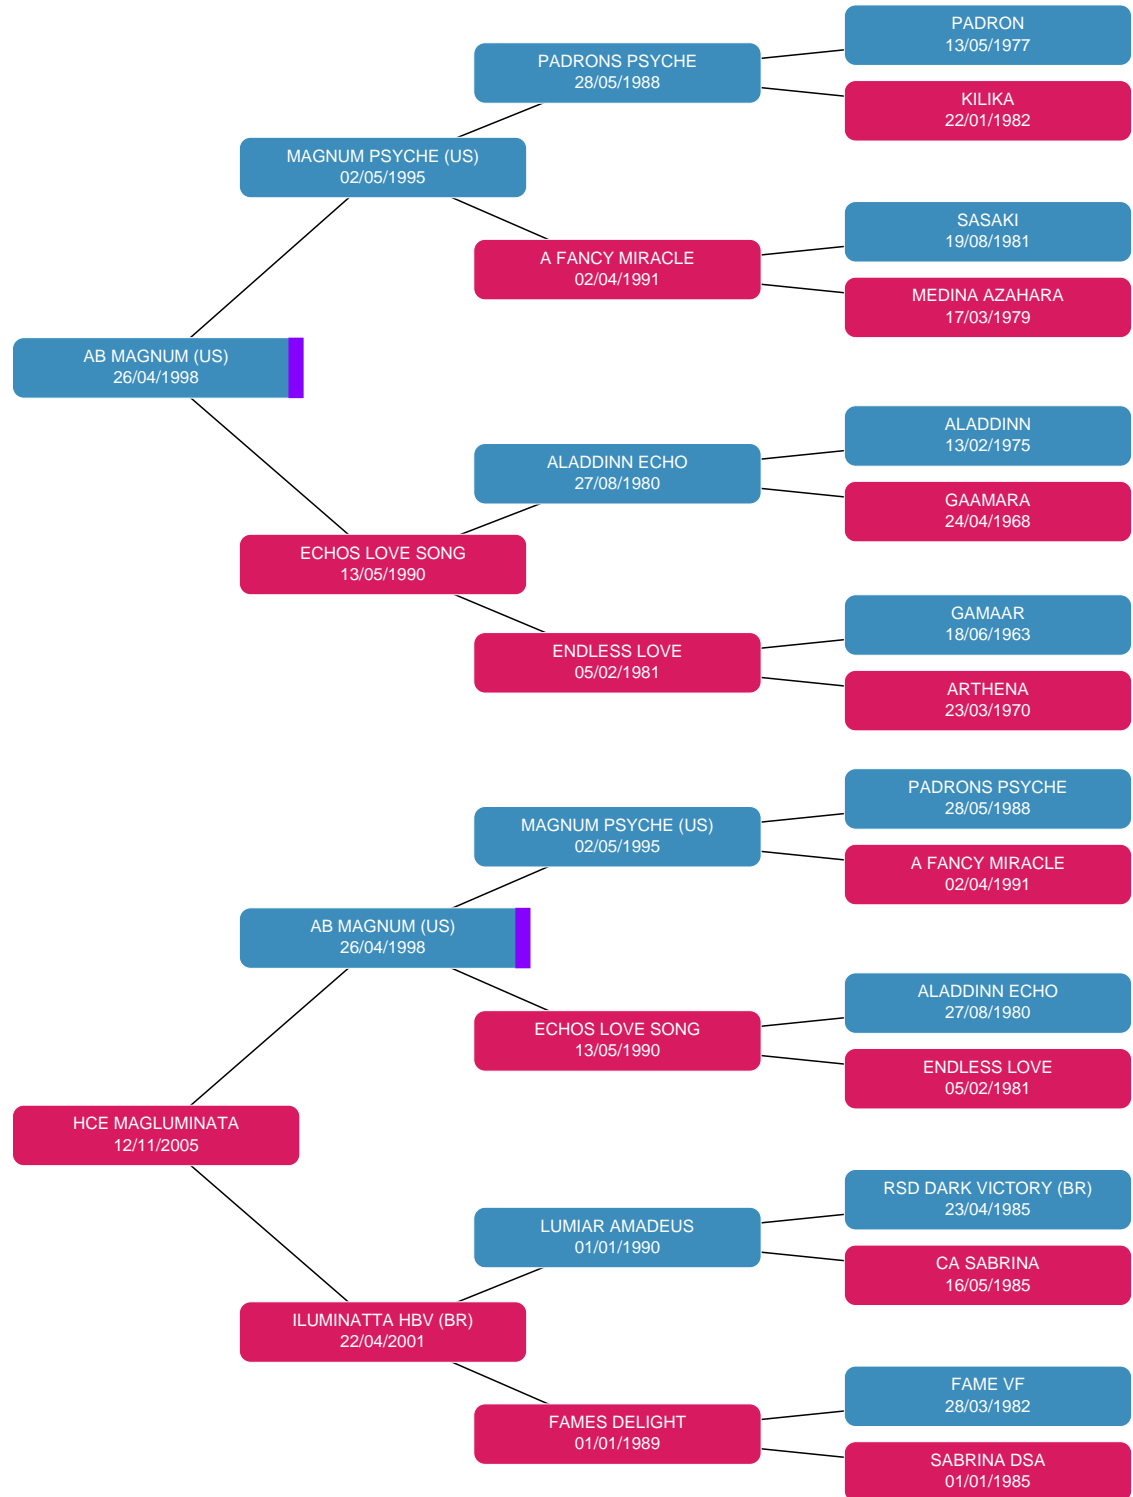 PADRON
13/05/1977
PADRONS PSYCHE
28/05/1988
KILIKA
22/01/1982
MAGNUM PSYCHE (US)
02/05/1995
SASAKI
19/08/1981
A FANCY MIRACLE
02/04/1991
MEDINA AZAHARA
17/03/1979
AB MAGNUM (US)
26/04/1998
ALADDINN
13/02/1975
ALADDINN ECHO
27/08/1980
GAAMARA
24/04/1968
ECHOS LOVE SONG
13/05/1990
GAMAAR
18/06/1963
ENDLESS LOVE
05/02/1981
ARTHENA
23/03/1970
PADRONS PSYCHE
28/05/1988
MAGNUM PSYCHE (US)
02/05/1995
A FANCY MIRACLE
02/04/1991
AB MAGNUM (US)
26/04/1998
ALADDINN ECHO
27/08/1980
ECHOS LOVE SONG
13/05/1990
ENDLESS LOVE
05/02/1981
HCE MAGLUMINATA
12/11/2005
RSD DARK VICTORY (BR)
23/04/1985
LUMIAR AMADEUS
01/01/1990
CA SABRINA
16/05/1985
ILUMINATTA HBV (BR)
22/04/2001
FAME VF
28/03/1982
FAMES DELIGHT
01/01/1989
SABRINA DSA
01/01/1985